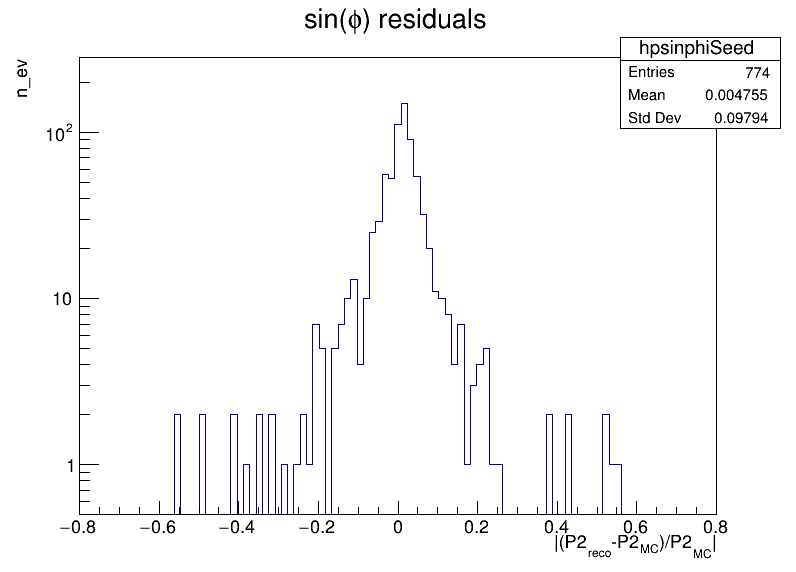 sin(ϕ) residuals
hpsinphiSeed
Entries 774
Mean 0.004755
Std Dev 0.09794
n_ev
10²
10
1
−0.8 −0.6 −0.4 −0.2 0 0.2 0.4 0.6 0.8
|(P2reco-P2MC)/P2MC|